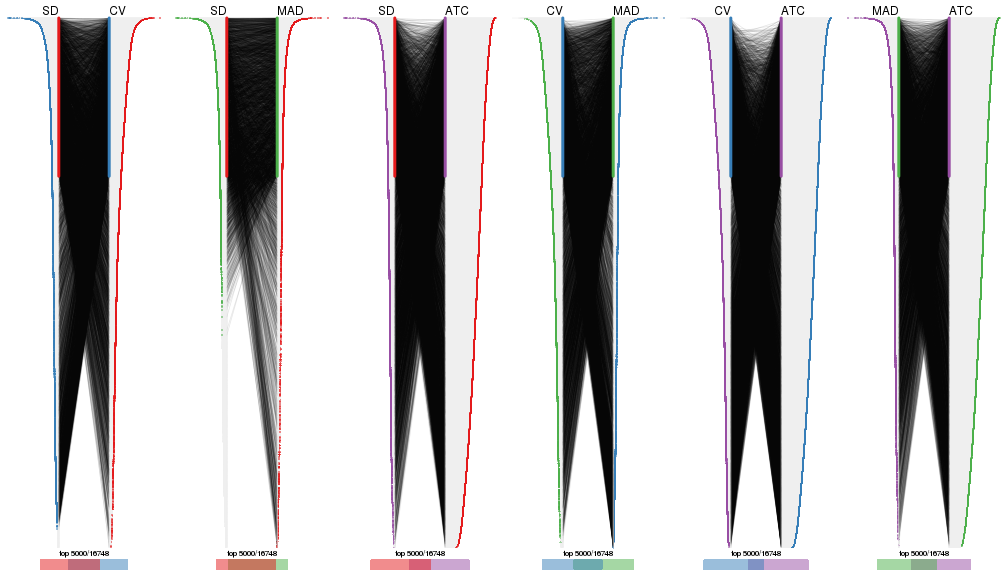 SD CV
SD MAD
SD ATC
CV MAD
CV ATC
MAD ATC
top 5000/16748
top 5000/16748
top 5000/16748
top 5000/16748
top 5000/16748
top 5000/16748